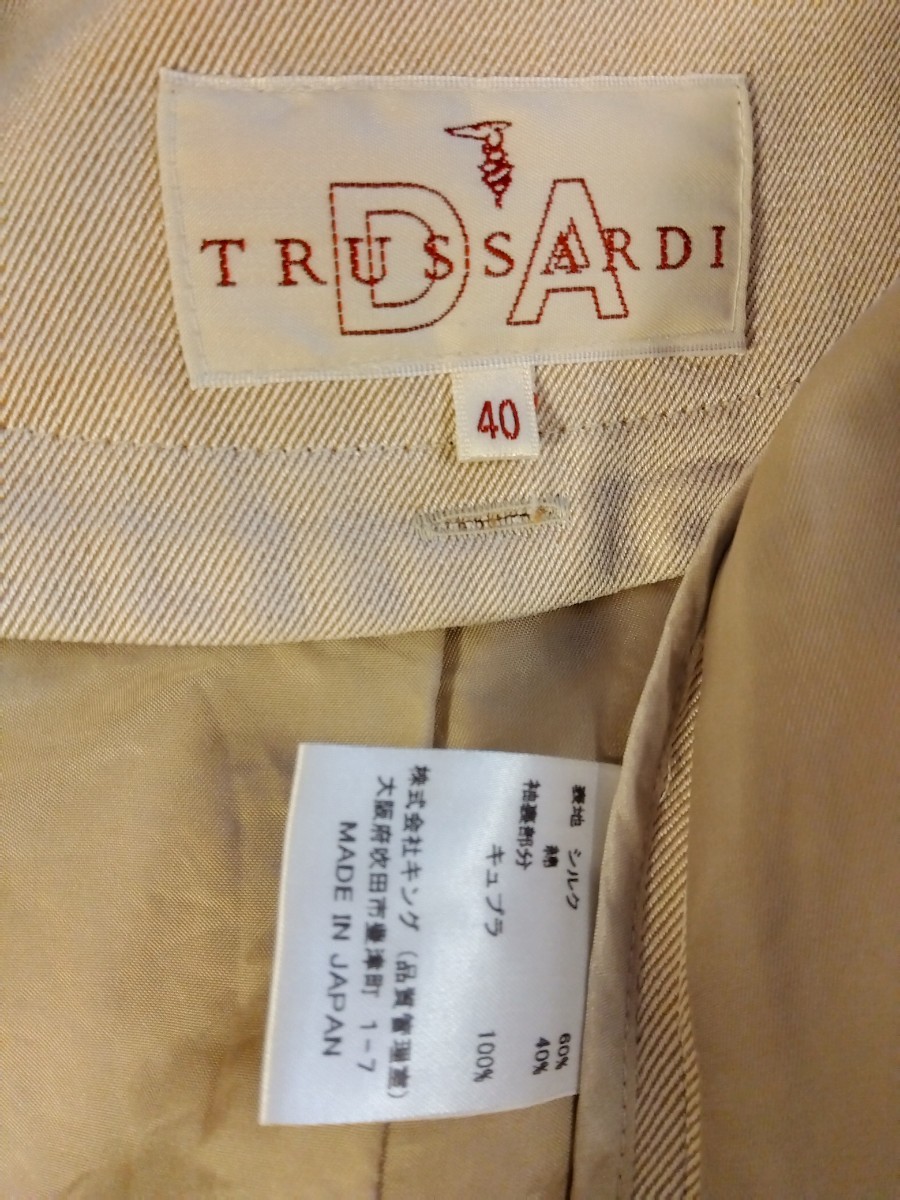 TRUSSARDI
DA
40
表地 シルク 60%
綿 40%
袖裏部分
キュプラ 100%
株式会社キング (品質管理室)
大阪府吹田市豊津町 1-7
MADE IN JAPAN